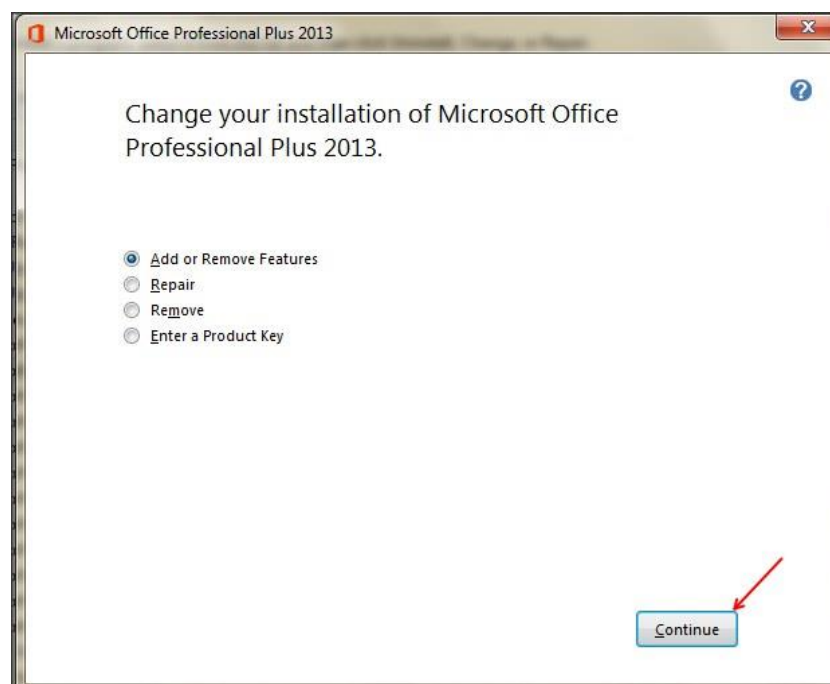 Microsoft Office Professional Plus 2013
Change your installation of Microsoft Office
Professional Plus 2013.
Add or Remove Features
Repair
Remove
Enter a Product Key
Continue